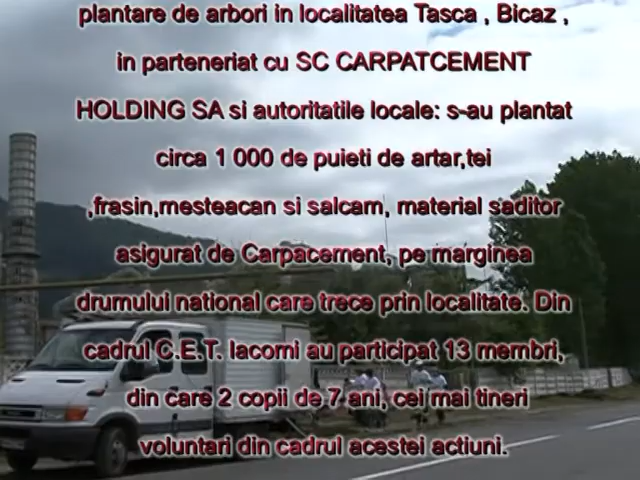 plantare de arbori in localitatea Tasca , Bicaz ,
in parteneriat cu SC CARPATCEMENT
HOLDING SA si autoritatile locale: s-au plantat
circa 1 000 de puieti de artar,tei
,frasin,mesteacan si salcam, material saditor
asigurat de Carpacement, pe marginea
drumului national care trece prin localitate. Din
cadrul C.E.T. Iacomi au participat 13 membri,
din care 2 copii de 7 ani, cei mai tineri
voluntari din cadrul acestei actiuni.